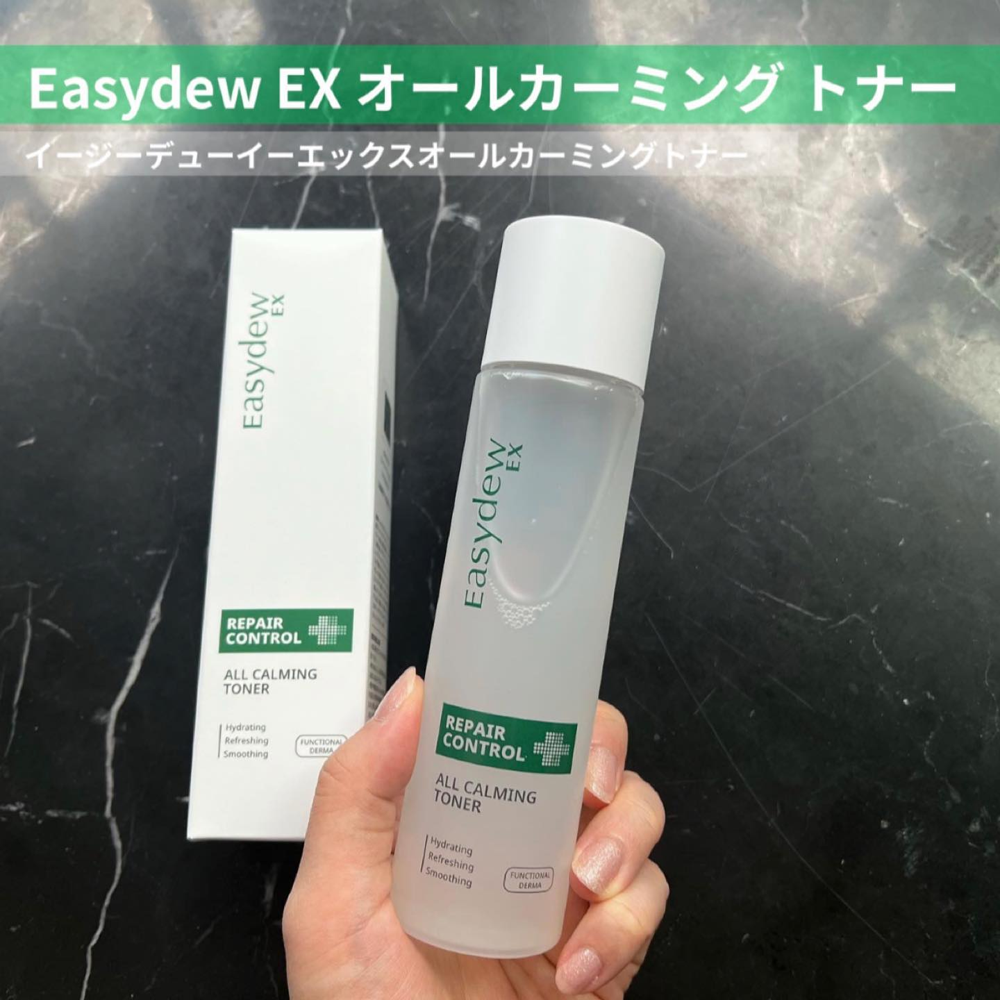 Easydew EX オールカーミング トナー
イージーデューイーエックスオールカーミングトナー
Easydew
EX
REPAIR
CONTROL
ALL CALMING
TONER
Hydrating
Refreshing
Smoothing
FUNCTIONAL
DERMA
Easydew
EX
REPAIR
CONTROL
ALL CALMING
TONER
Hydrating
Refreshing
Smoothing
FUNCTIONAL
DERMA